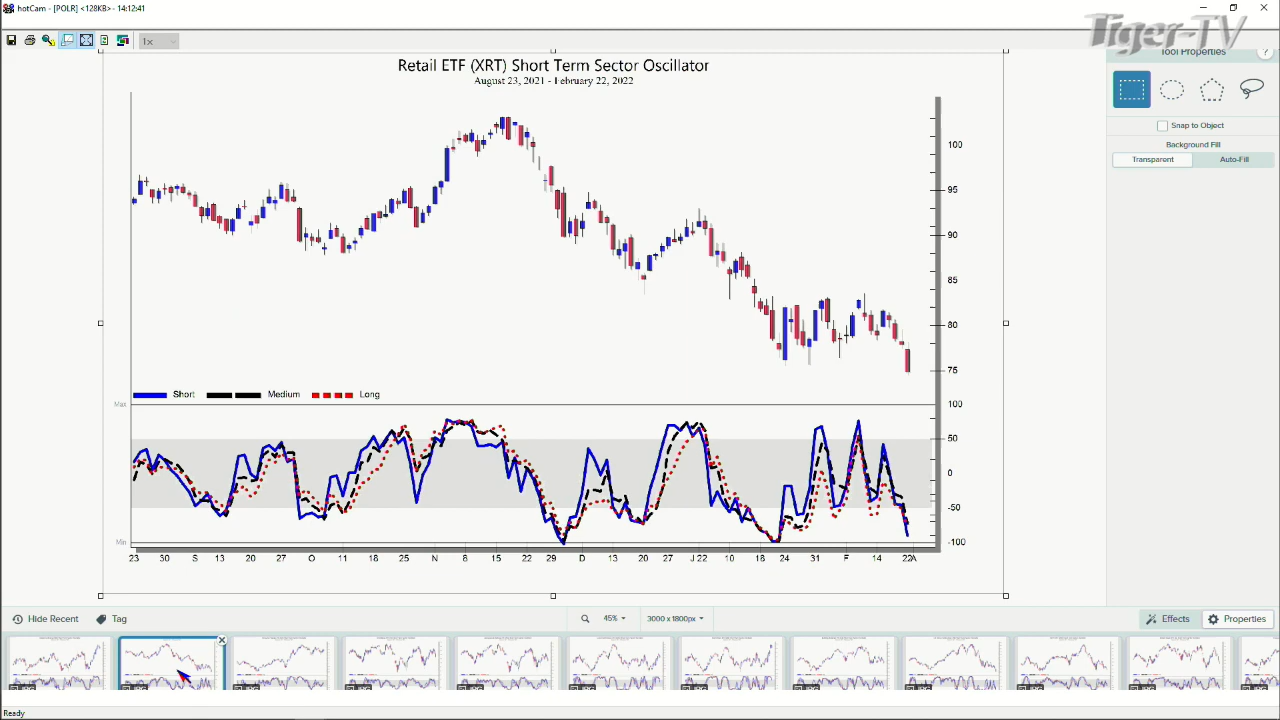 hotCam - [POLR] <128KB> - 14:12:41
Tiger-TV
1x
Tool Properties
?
Snap to Object
Background Fill
Transparent Auto-Fill
Retail ETF (XRT) Short Term Sector Oscillator
August 23, 2021 - February 22, 2022
100
95
90
85
80
75
Short Medium Long
Max 100
50
0
-50
Min -100
23 30 S 13 20 27 O 11 18 25 N 8 15 22 29 D 13 20 27 J 22 10 18 24 31 F 14 22A
Hide Recent Tag 45% 3000 x 1800px Effects Properties
Ready